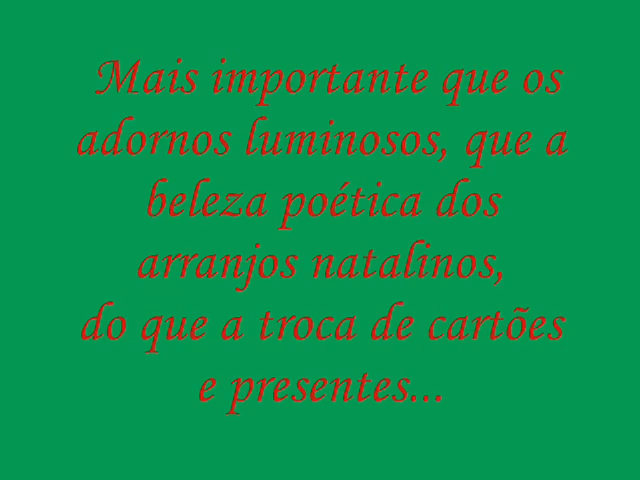 Mais importante que os
adornos luminosos, que a
beleza poética dos
arranjos natalinos,
do que a troca de cartões
e presentes...